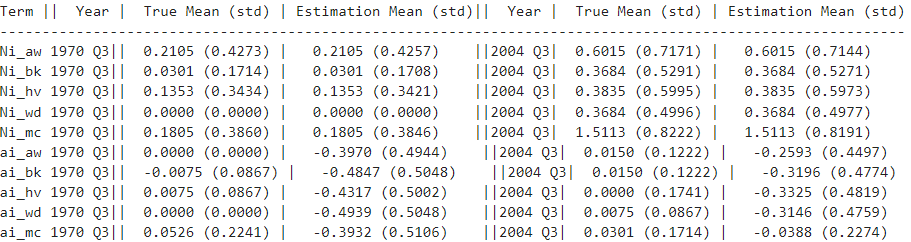 Term || Year | True Mean (std) | Estimation Mean (std)|| Year | True Mean (std) | Estimation Mean (std)
------------------------------------------------------------------------------------------------------------------
Ni_aw 1970 Q3|| 0.2105 (0.4273) | 0.2105 (0.4257) ||2004 Q3| 0.6015 (0.7171) | 0.6015 (0.7144)
Ni_bk 1970 Q3|| 0.0301 (0.1714) | 0.0301 (0.1708) ||2004 Q3| 0.3684 (0.5291) | 0.3684 (0.5271)
Ni_hv 1970 Q3|| 0.1353 (0.3434) | 0.1353 (0.3421) ||2004 Q3| 0.3835 (0.5995) | 0.3835 (0.5973)
Ni_wd 1970 Q3|| 0.0000 (0.0000) | 0.0000 (0.0000) ||2004 Q3| 0.3684 (0.4996) | 0.3684 (0.4977)
Ni_mc 1970 Q3|| 0.1805 (0.3860) | 0.1805 (0.3846) ||2004 Q3| 1.5113 (0.8222) | 1.5113 (0.8191)
ai_aw 1970 Q3|| 0.0000 (0.0000) | -0.3970 (0.4944) ||2004 Q3| 0.0150 (0.1222) | -0.2593 (0.4497)
ai_bk 1970 Q3|| -0.0075 (0.0867) | -0.4847 (0.5048) ||2004 Q3| 0.0150 (0.1222) | -0.3196 (0.4774)
ai_hv 1970 Q3|| 0.0075 (0.0867) | -0.4317 (0.5002) ||2004 Q3| 0.0000 (0.1741) | -0.3325 (0.4819)
ai_wd 1970 Q3|| 0.0000 (0.0000) | -0.4939 (0.5048) ||2004 Q3| 0.0075 (0.0867) | -0.3146 (0.4759)
ai_mc 1970 Q3|| 0.0526 (0.2241) | -0.3932 (0.5106) ||2004 Q3| 0.0301 (0.1714) | -0.0388 (0.2274)